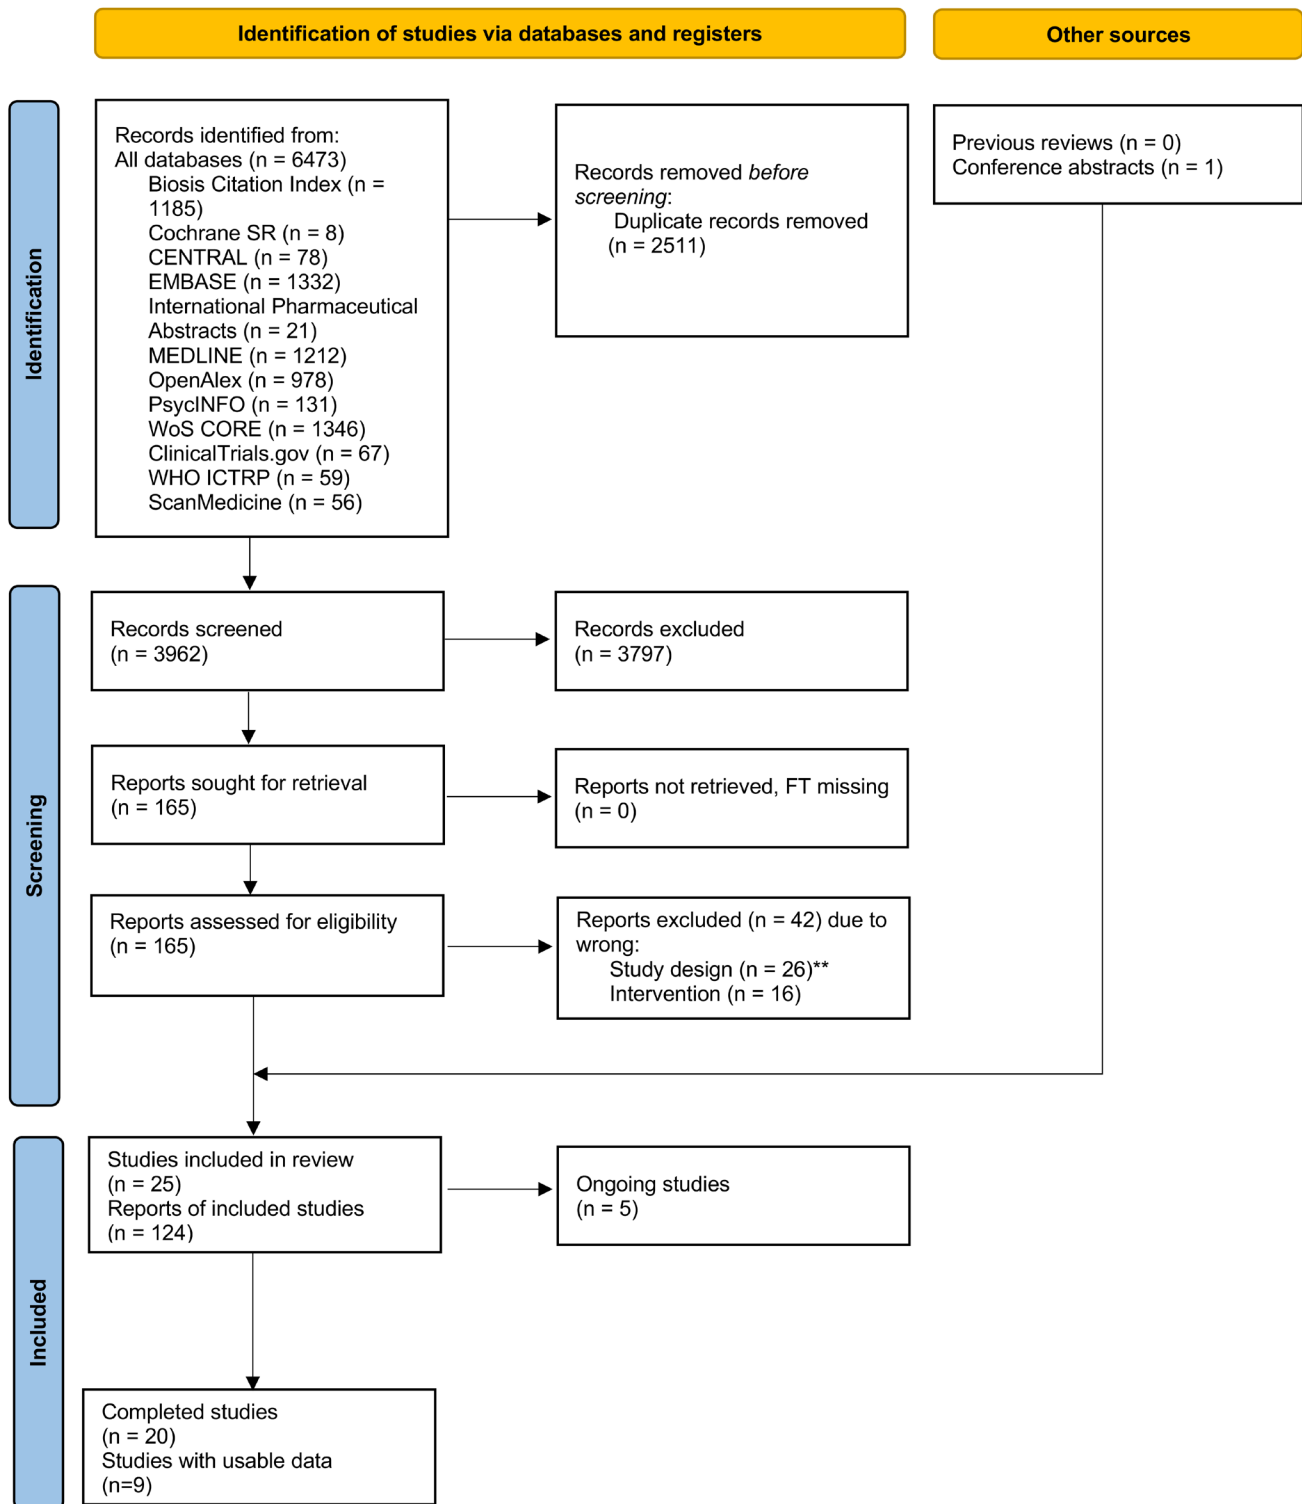 Identification of studies via databases and registers
Other sources
Identification
Records identified from:
All databases (n = 6473)
Biosis Citation Index (n =
1185)
Cochrane SR (n = 8)
CENTRAL (n = 78)
EMBASE (n = 1332)
International Pharmaceutical
Abstracts (n = 21)
MEDLINE (n = 1212)
OpenAlex (n = 978)
PsycINFO (n = 131)
WoS CORE (n = 1346)
ClinicalTrials.gov (n = 67)
WHO ICTRP (n = 59)
ScanMedicine (n = 56)
Records removed before
screening:
Duplicate records removed
(n = 2511)
Previous reviews (n = 0)
Conference abstracts (n = 1)
Screening
Records screened
(n = 3962)
Records excluded
(n = 3797)
Reports sought for retrieval
(n = 165)
Reports not retrieved, FT missing
(n = 0)
Reports assessed for eligibility
(n = 165)
Reports excluded (n = 42) due to
wrong:
Study design (n = 26)**
Intervention (n = 16)
Included
Studies included in review
(n = 25)
Reports of included studies
(n = 124)
Ongoing studies
(n = 5)
Completed studies
(n = 20)
Studies with usable data
(n=9)